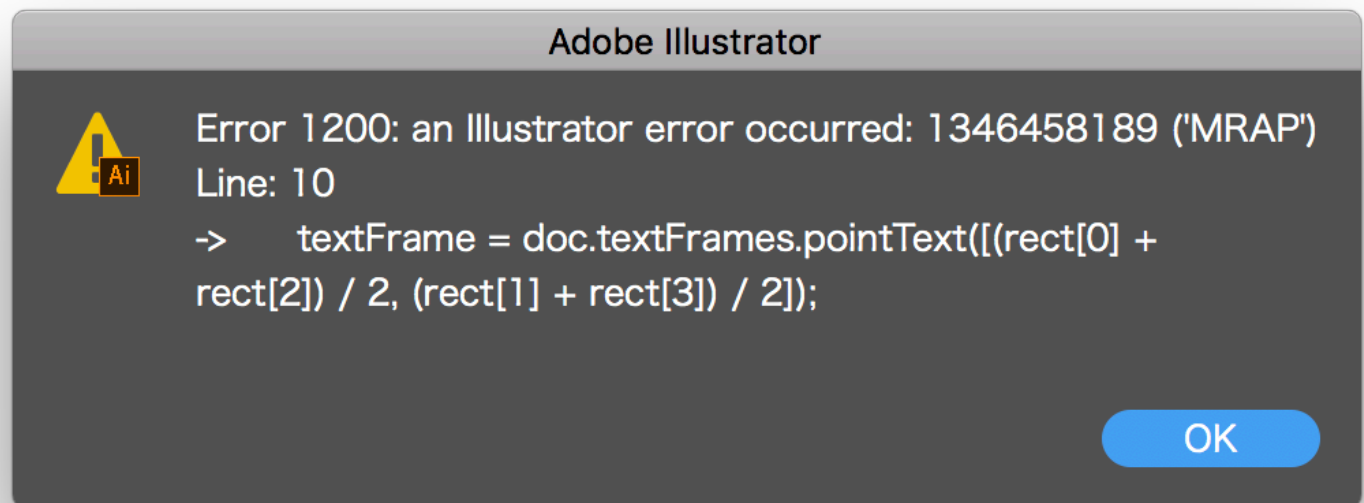 Adobe Illustrator
Error 1200: an Illustrator error occurred: 1346458189 ('MRAP')
Line: 10
-> textFrame = doc.textFrames.pointText([(rect[0] +
rect[2]) / 2, (rect[1] + rect[3]) / 2]);
Ai
OK